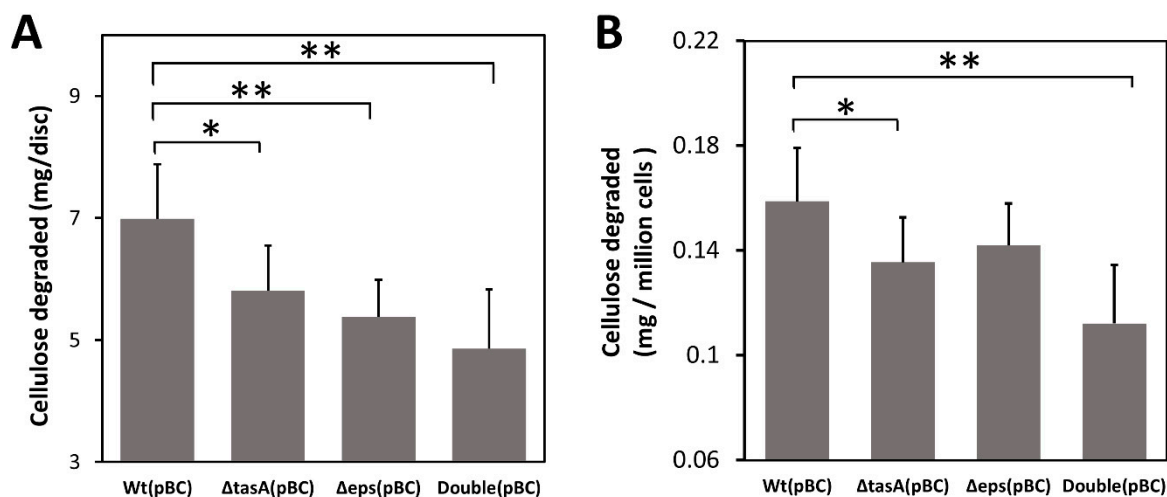 A
Cellulose degraded (mg/disc)
9
7
5
3
**
**
*
Wt(pBC) ΔtasA(pBC) Δeps(pBC) Double(pBC)
B
Cellulose degraded
(mg / million cells )
0.22
0.18
0.14
0.1
0.06
**
*
Wt(pBC) ΔtasA(pBC) Δeps(pBC) Double(pBC)